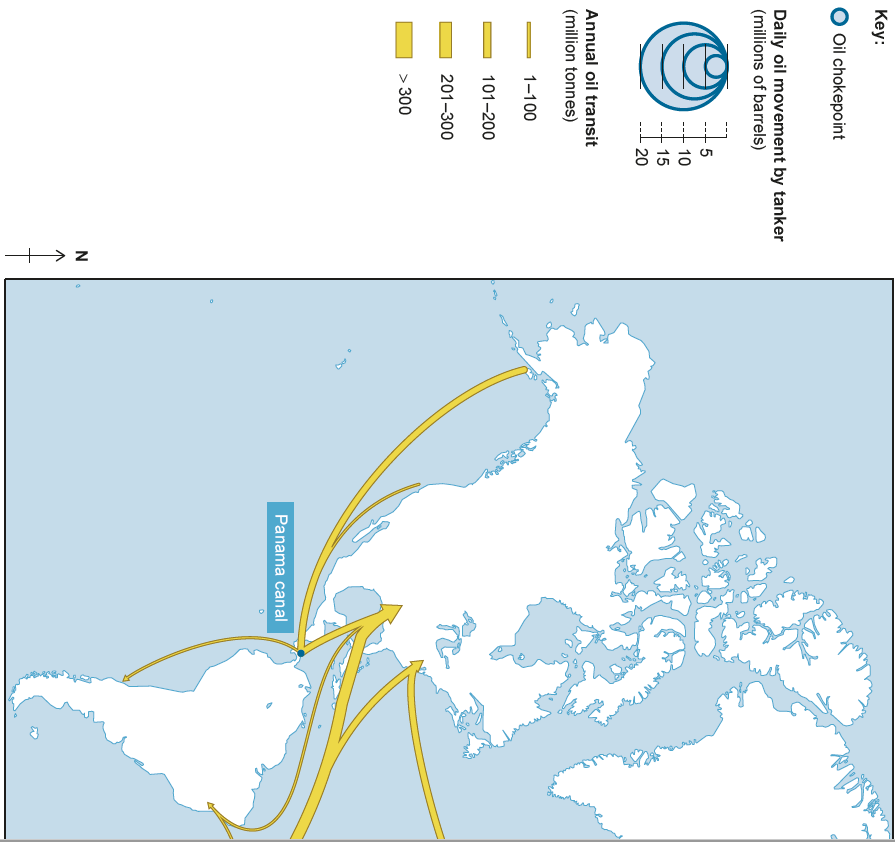 Key:
Oil chokepoint
Daily oil movement by tanker
(millions of barrels)
5
10
15
20
Annual oil transit
(million tonnes)
1–100
101–200
201–300
> 300
N
Panama canal